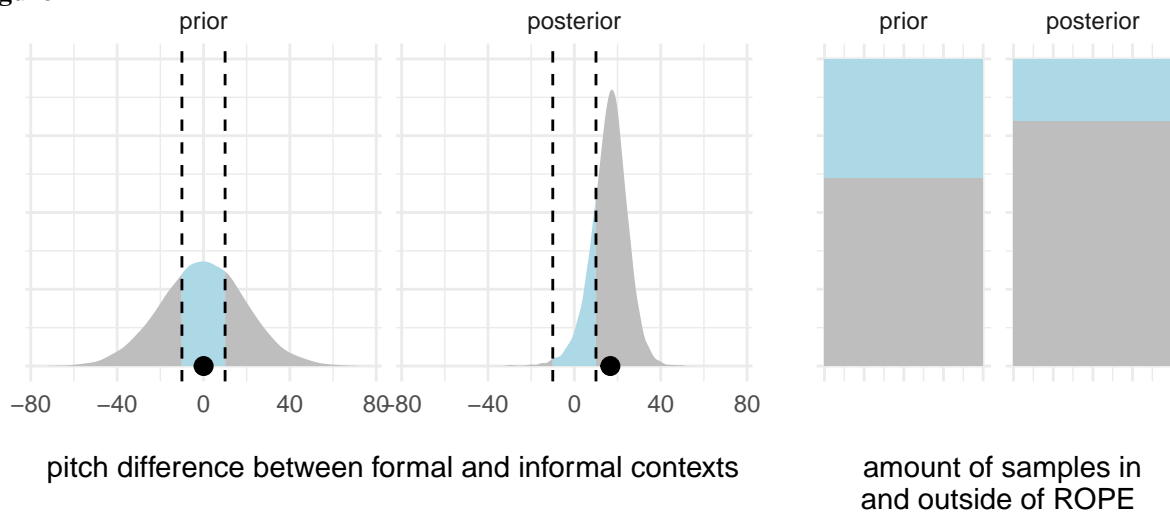 prior
posterior
prior
posterior
−80 −40 0 40 80
−80 −40 0 40 80
pitch difference between formal and informal contexts
amount of samples in
and outside of ROPE